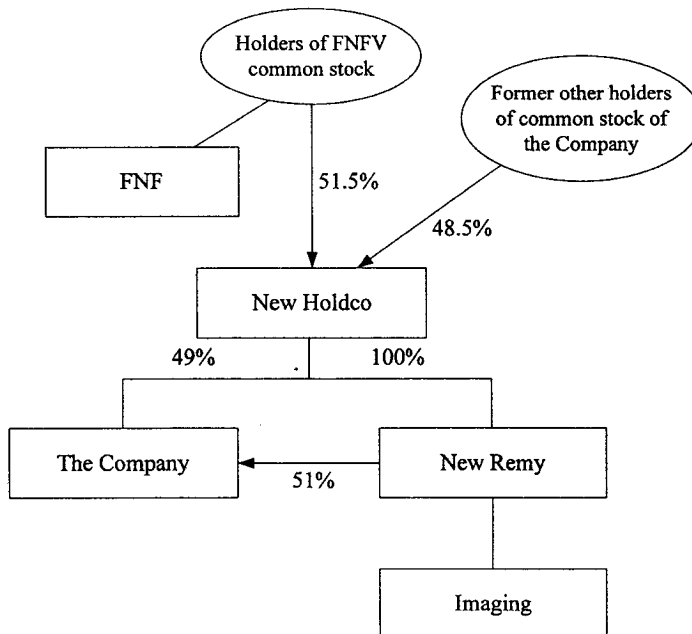 Holders of FNFV
common stock
Former other holders
of common stock of
the Company
FNF
51.5%
48.5%
New Holdco
49%
100%
The Company
51%
New Remy
Imaging